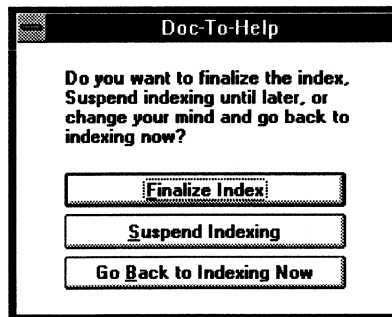 Doc-To-Help
Do you want to finalize the index,
Suspend indexing until later, or
change your mind and go back to
indexing now?
Finalize Index
Suspend Indexing
Go Back to Indexing Now